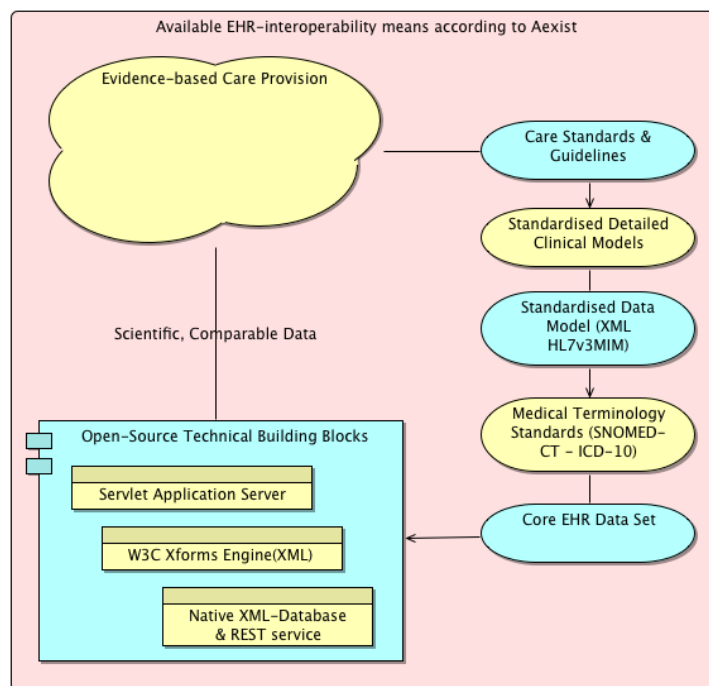 Available EHR-interoperability means according to Aexist
Evidence-based Care Provision
Care Standards &
Guidelines
Standardised Detailed
Clinical Models
Standardised Data
Model (XML
HL7v3MIM)
Scientific, Comparable Data
Medical Terminology
Standards (SNOMED-
CT - ICD-10)
Core EHR Data Set
Open-Source Technical Building Blocks
Servlet Application Server
W3C Xforms Engine(XML)
Native XML-Database
& REST service